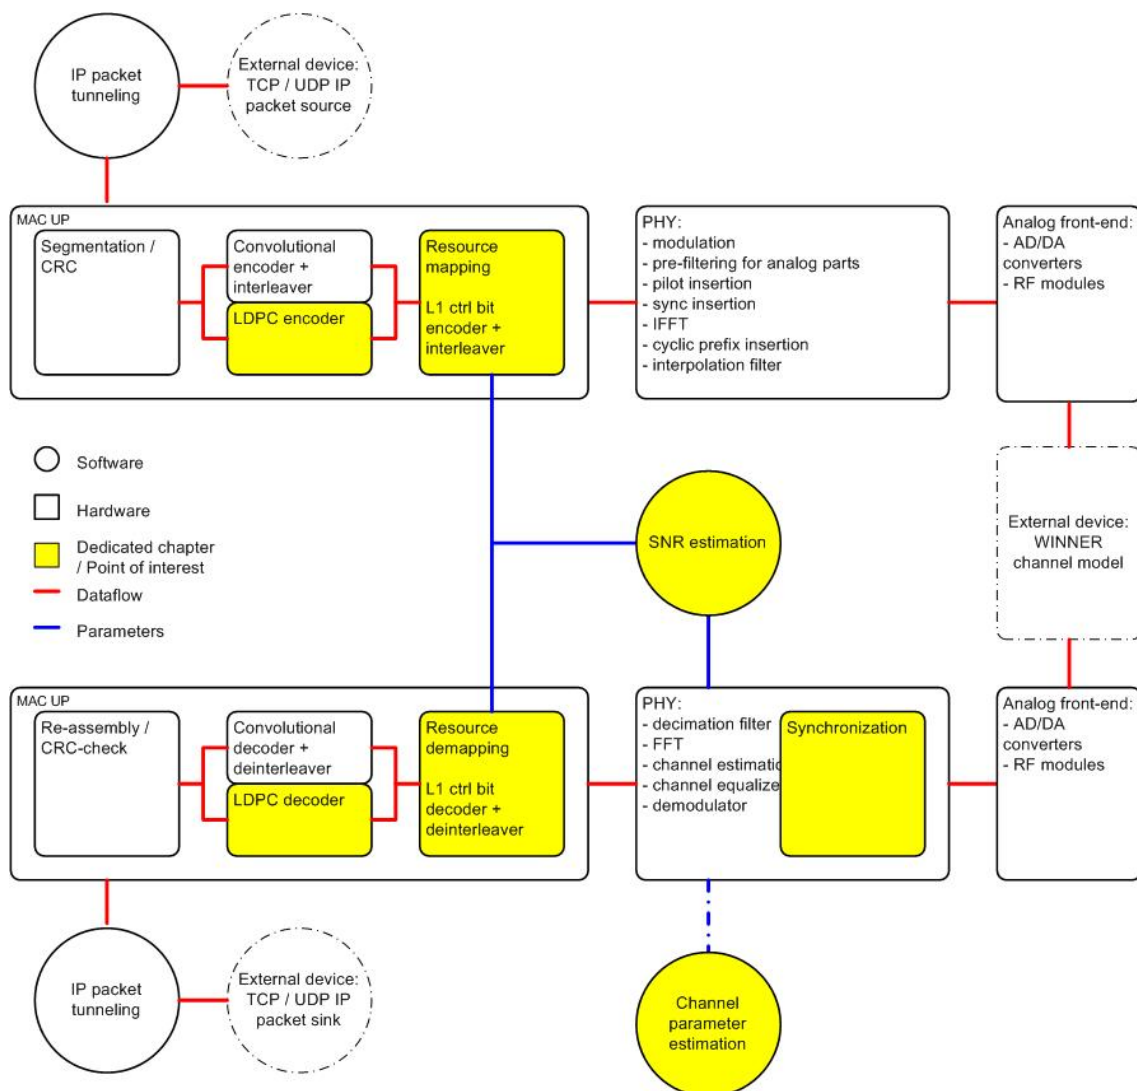 IP packet
tunneling
External device:
TCP / UDP IP
packet source
MAC UP
Segmentation /
CRC
Convolutional
encoder +
interleaver
LDPC encoder
Resource
mapping
L1 ctrl bit
encoder +
interleaver
PHY:
- modulation
- pre-filtering for analog parts
- pilot insertion
- sync insertion
- IFFT
- cyclic prefix insertion
- interpolation filter
Analog front-end:
- AD/DA
converters
- RF modules
Software
Hardware
Dedicated chapter
/ Point of interest
Dataflow
Parameters
SNR estimation
External device:
WINNER
channel model
MAC UP
Re-assembly /
CRC-check
Convolutional
decoder +
deinterleaver
LDPC decoder
Resource
demapping
L1 ctrl bit
decoder +
deinterleaver
PHY:
- decimation filter
- FFT
- channel estimatio
- channel equalize
- demodulator
Synchronization
Analog front-end:
- AD/DA
converters
- RF modules
IP packet
tunneling
External device:
TCP / UDP IP
packet sink
Channel
parameter
estimation